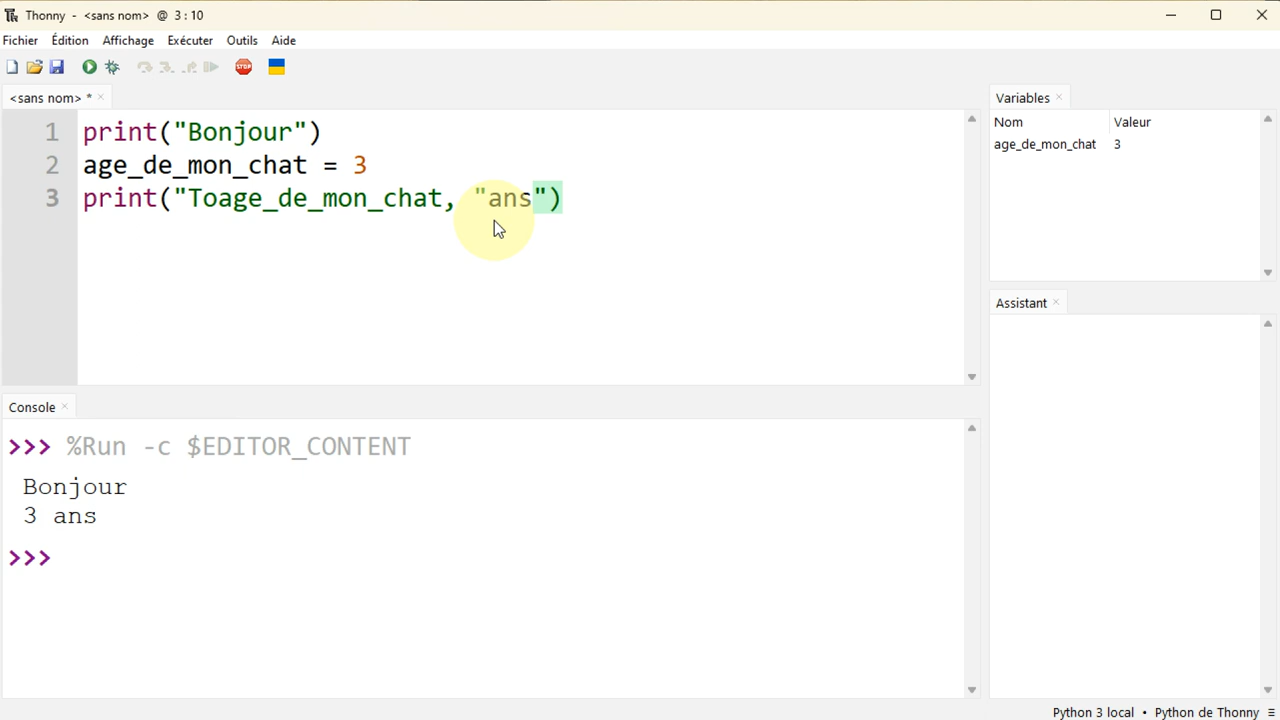 Thonny - <sans nom> @ 3 : 10
Fichier Édition Affichage Exécuter Outils Aide
STOP
<sans nom> *
1 print("Bonjour")
2 age_de_mon_chat = 3
3 print("Toage_de_mon_chat, "ans")
Variables
Nom Valeur
age_de_mon_chat 3
Assistant
Console
>>> %Run -c $EDITOR_CONTENT
Bonjour
3 ans
>>>
Python 3 local • Python de Thonny ≡